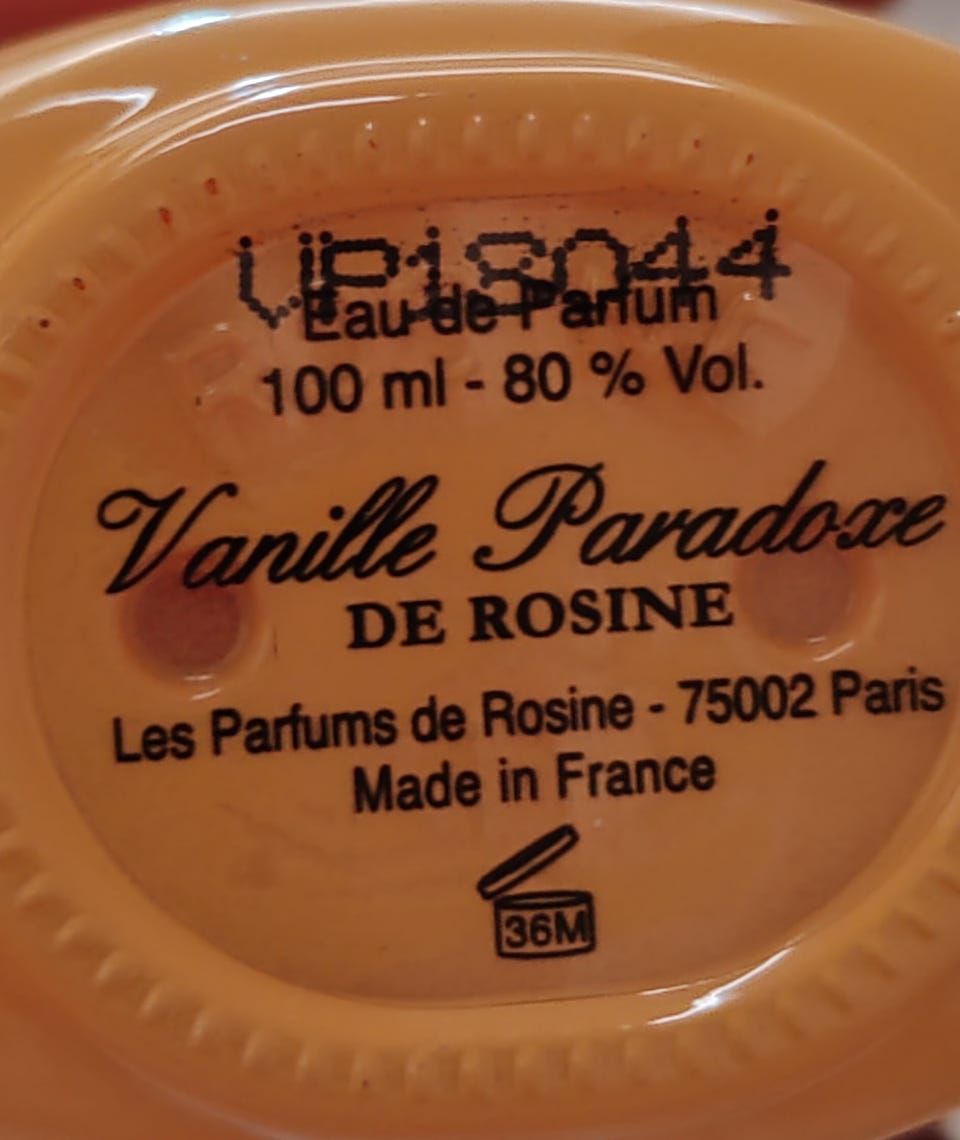 VP1S044
Eau de Parfum
100 ml - 80 % Vol.
Vanille Paradoxe
DE ROSINE
Les Parfums de Rosine - 75002 Paris
Made in France
36M